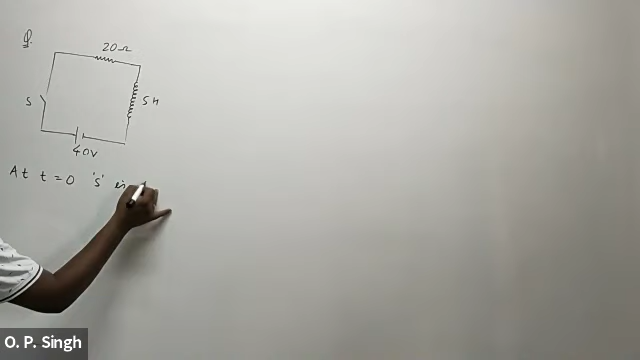 Q.
20Ω
S
5H
40V
At t=0 'S' is
O. P. Singh